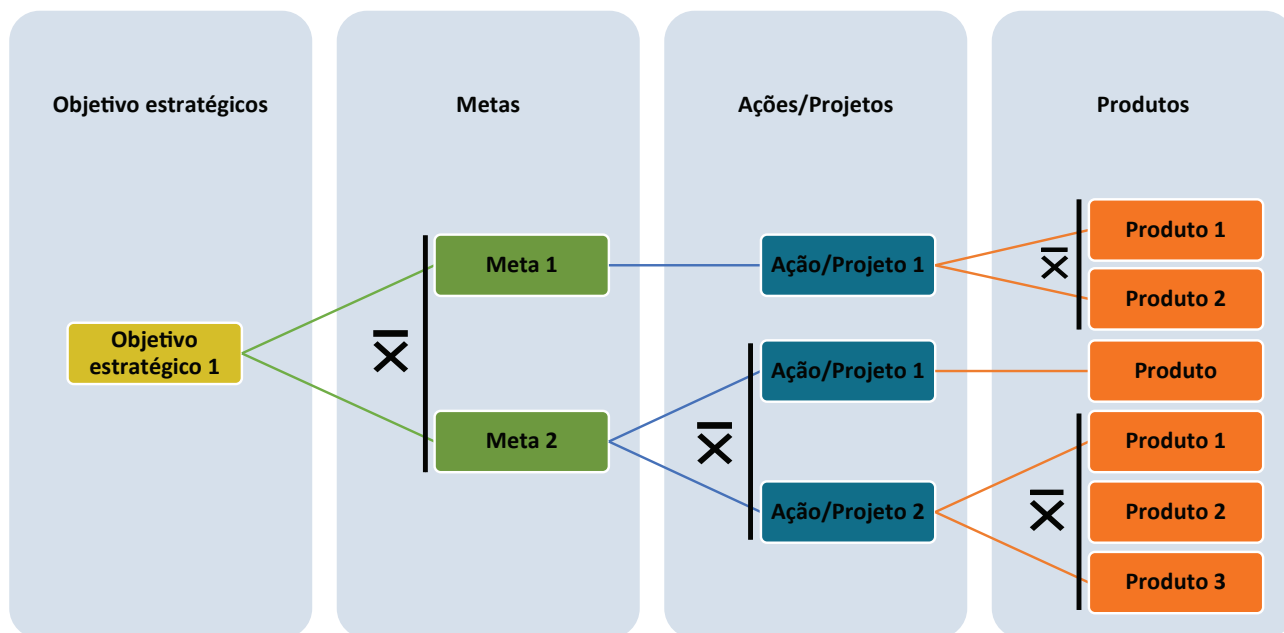 Objetivo estratégicos
Metas
Ações/Projetos
Produtos
Objetivo
estratégico 1
X̅
Meta 1
Meta 2
X̅
Ação/Projeto 1
Ação/Projeto 1
Ação/Projeto 2
X̅
Produto 1
Produto 2
Produto
X̅
Produto 1
Produto 2
Produto 3